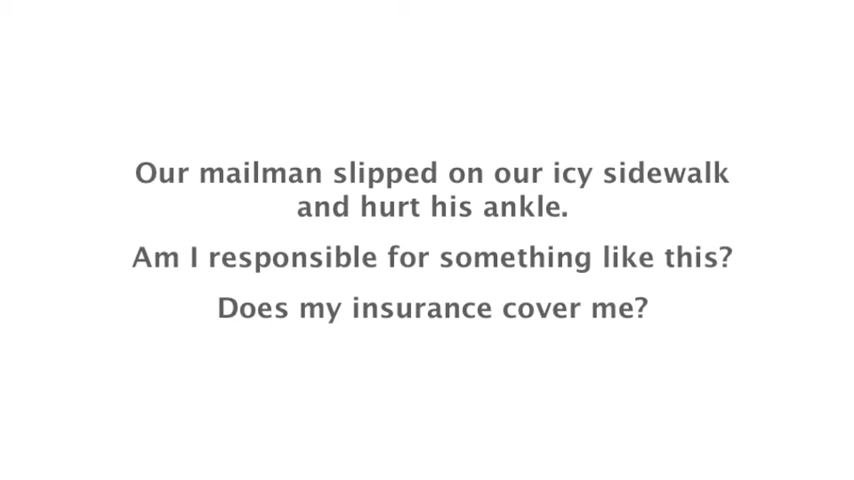 Our mailman slipped on our icy sidewalk
and hurt his ankle.
Am I responsible for something like this?
Does my insurance cover me?